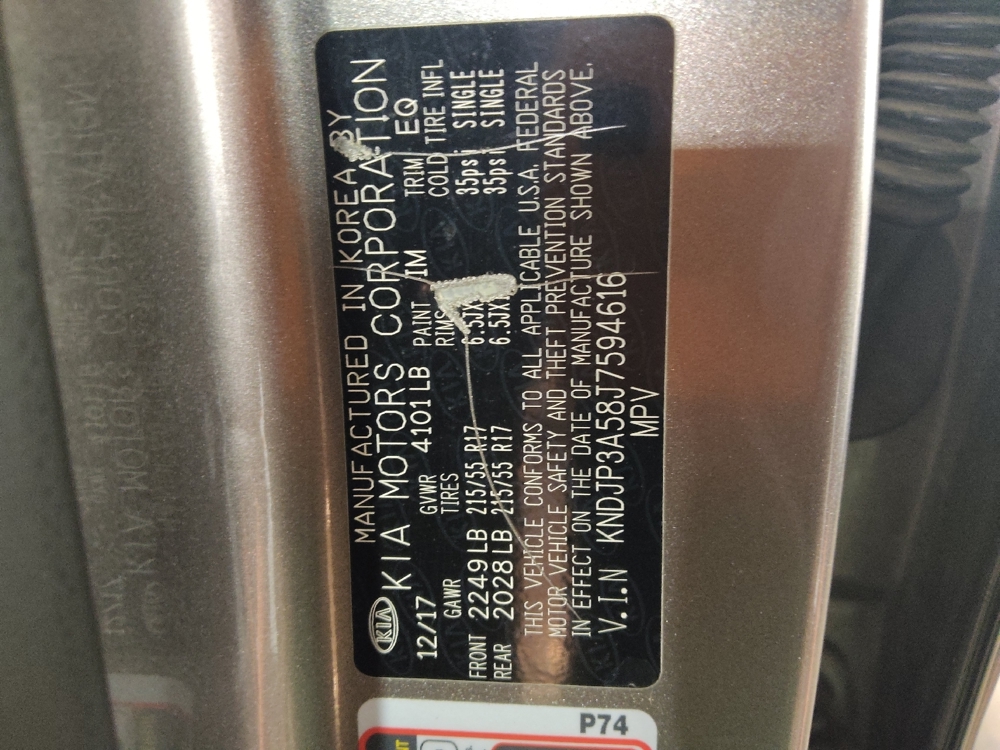 MANUFACTURED IN KOREA BY
KIA KIA MOTORS CORPORATION
12/17 GVWR 4101LB PAINT IM TRIM EQ
GAWR TIRES RIMS COLD TIRE INFL
FRONT 2249LB 215/55 R17 35psi SINGLE
REAR 2028LB 215/55 R17 35psi SINGLE
THIS VEHICLE CONFORMS TO ALL APPLICABLE U.S.A. FEDERAL
MOTOR VEHICLE SAFETY AND THEFT PREVENTION STANDARDS
IN EFFECT ON THE DATE OF MANUFACTURE SHOWN ABOVE.
V.I.N KNDJP3A58J7594616
MPV
P74